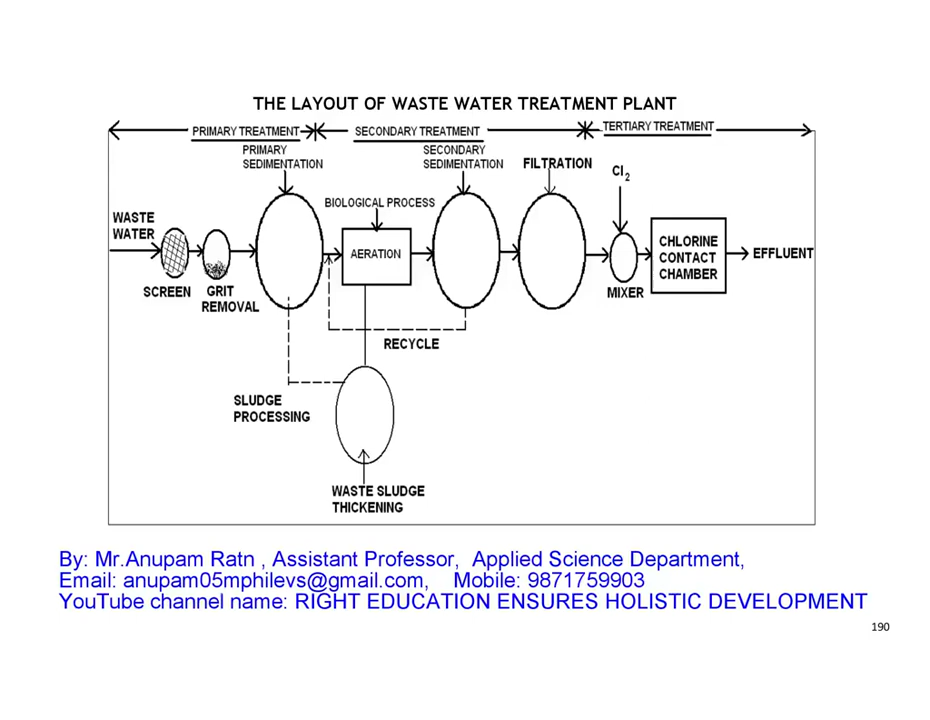 THE LAYOUT OF WASTE WATER TREATMENT PLANT
PRIMARY TREATMENT
SECONDARY TREATMENT
TERTIARY TREATMENT
PRIMARY
SEDIMENTATION
SECONDARY
SEDIMENTATION
FILTRATION
Cl2
BIOLOGICAL PROCESS
WASTE
WATER
AERATION
CHLORINE
CONTACT
CHAMBER
EFFLUENT
SCREEN
GRIT
REMOVAL
MIXER
RECYCLE
SLUDGE
PROCESSING
WASTE SLUDGE
THICKENING
By: Mr.Anupam Ratn , Assistant Professor, Applied Science Department,
Email: anupam05mphilevs@gmail.com, Mobile: 9871759903
YouTube channel name: RIGHT EDUCATION ENSURES HOLISTIC DEVELOPMENT
190